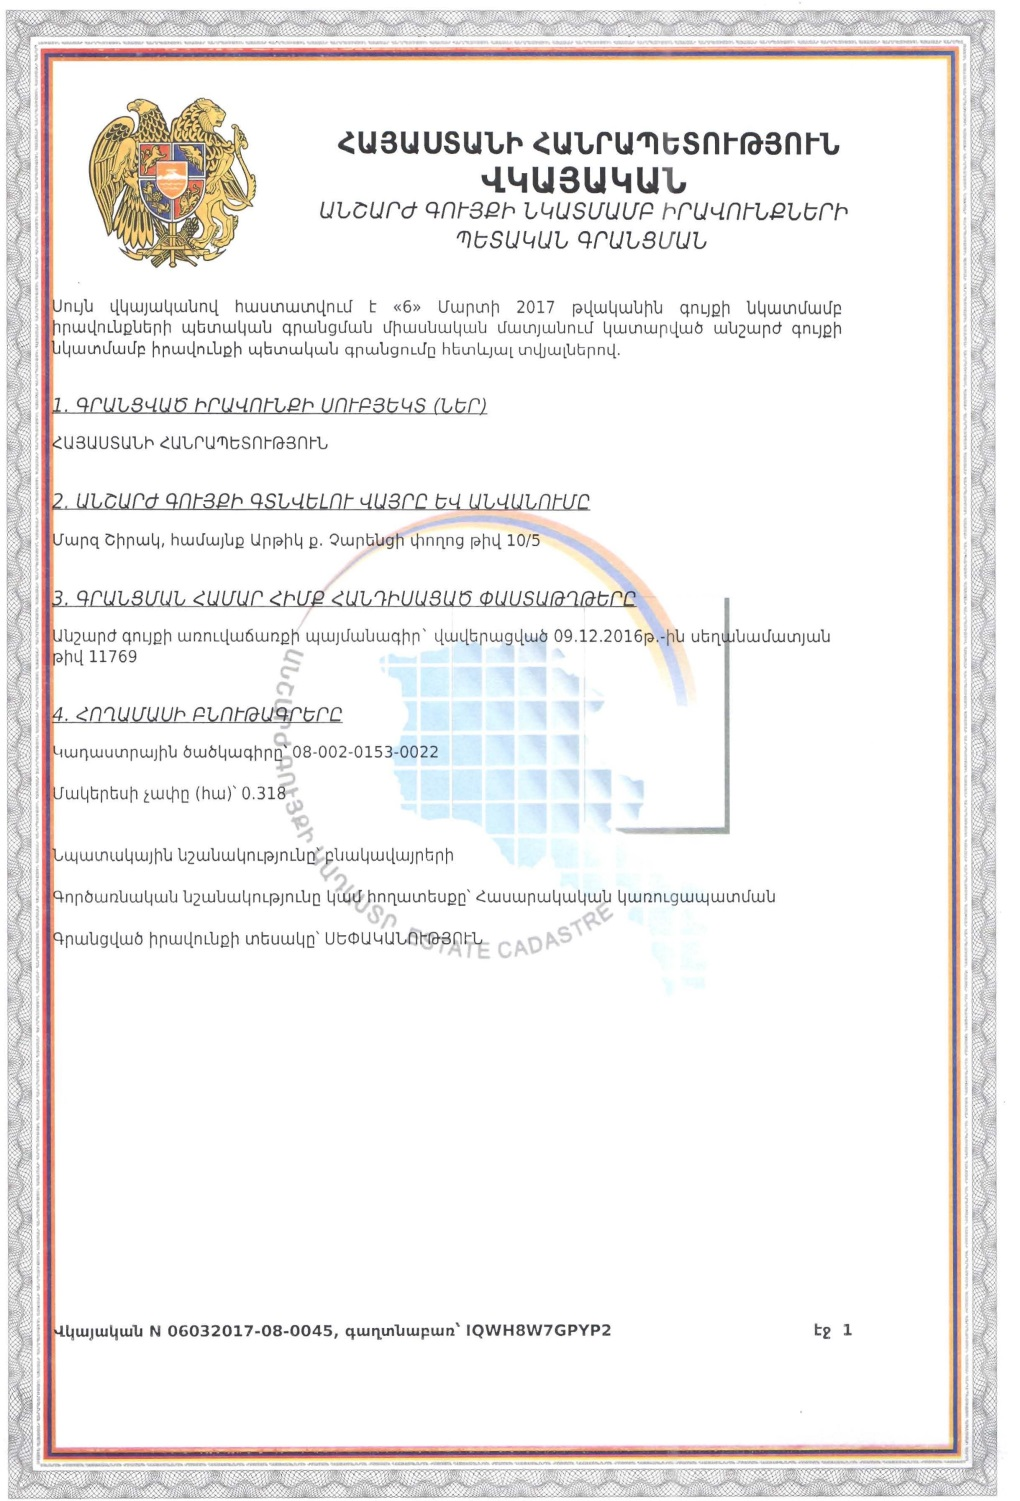 ՀԱՅԱՍՏԱՆԻ ՀԱՆՐԱՊԵՏՈՒԹՅՈՒՆ
ՎԿԱՅԱԿԱՆ
ԱՆՇԱՐԺ ԳՈՒՅՔԻ ՆԿԱՏՄԱՄԲ ԻՐԱՎՈՒՆՔՆԵՐԻ
ՊԵՏԱԿԱՆ ԳՐԱՆՑՄԱՆ
Սույն վկայականով հաստատվում է «6» Մարտի 2017 թվականին գույքի նկատմամբ
իրավունքների պետական գրանցման միասնական մատյանում կատարված անշարժ գույքի
նկատմամբ իրավունքի պետական գրանցումը հետևյալ տվյալներով.
1. ԳՐԱՆՑՎԱԾ ԻՐԱՎՈՒՆՔԻ ՍՈՒԲՅԵԿՏ (ՆԵՐ)
ՀԱՅԱՍՏԱՆԻ ՀԱՆՐԱՊԵՏՈՒԹՅՈՒՆ
2. ԱՆՇԱՐԺ ԳՈՒՅՔԻ ԳՏՆՎԵԼՈՒ ՎԱՅՐԸ ԵՎ ԱՆՎԱՆՈՒՄԸ
Մարզ Շիրակ, համայնք Արթիկ ք. Չարենցի փողոց թիվ 10/5
3. ԳՐԱՆՑՄԱՆ ՀԱՄԱՐ ՀԻՄՔ ՀԱՆԴԻՍԱՑԱԾ ՓԱՍՏԱԹՂԹԵՐԸ
Անշարժ գույքի առուվաճառքի պայմանագիր՝ վավերացված 09.12.2016թ.-ին սեղանամատյան
թիվ 11769
4. ՀՈՂԱՄԱՍԻ ԲՆՈՒԹԱԳՐԵՐԸ
Կադաստրային ծածկագիրը՝ 08-002-0153-0022
Մակերեսի չափը (հա)՝ 0.318
Նպատակային նշանակությունը՝ բնակավայրերի
Գործառնական նշանակությունը կամ հողատեսքը՝ Հասարակական կառուցապատման
Գրանցված իրավունքի տեսակը՝ ՍԵՓԱԿԱՆՈՒԹՅՈՒՆ
ESTATE CADASTRE
Վկայական N 06032017-08-0045, գաղտնաբառ՝ IQWH8W7GPYP2
էջ 1